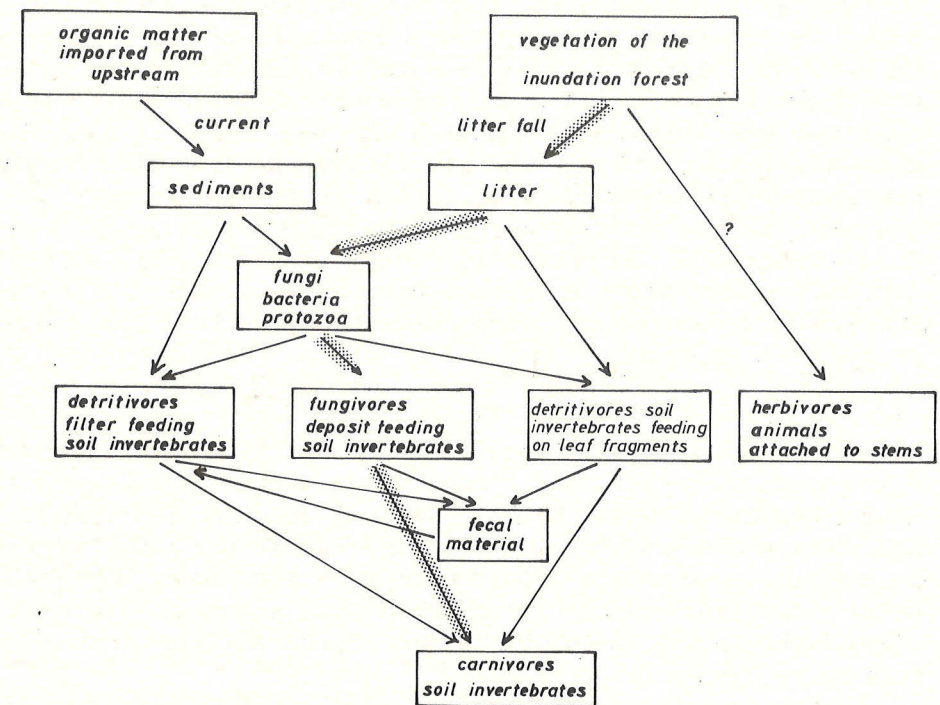 organic matter
imported from
upstream
vegetation of the
inundation forest
current
litter fall
sediments
litter
?
fungi
bacteria
protozoa
detritivores
filter feeding
soil invertebrates
fungivores
deposit feeding
soil invertebrates
detritivores soil
invertebrates feeding
on leaf fragments
herbivores
animals
attached to stems
fecal
material
carnivores
soil invertebrates